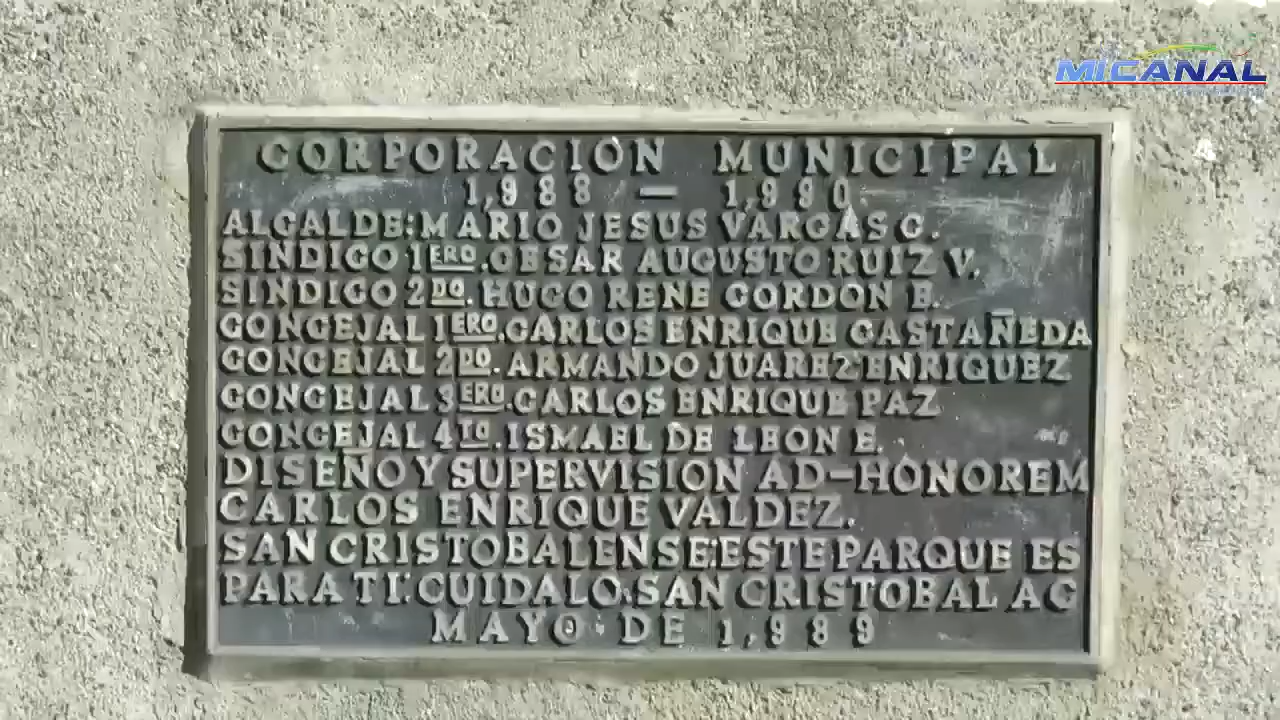 MICANAL
CORPORACION MUNICIPAL
1,988 — 1,990.
ALCALDE: MARIO JESUS VARGAS G.
SINDICO 1ERO. CESAR AUGUSTO RUIZ V.
SINDICO 2DO. HUGO RENE GORDON E.
CONCEJAL 1ERO. CARLOS ENRIQUE CASTAÑEDA
CONCEJAL 2DO. ARMANDO JUAREZ ENRIQUEZ
CONCEJAL 3ERO. CARLOS ENRIQUE PAZ
CONCEJAL 4TO. ISMAEL DE LEON E.
DISEÑO Y SUPERVISION AD-HONOREM
CARLOS ENRIQUE VALDEZ.
SAN CRISTOBALENSE: ESTE PARQUE ES
PARA TI. CUIDALO. SAN CRISTOBAL AC
MAYO DE 1,989